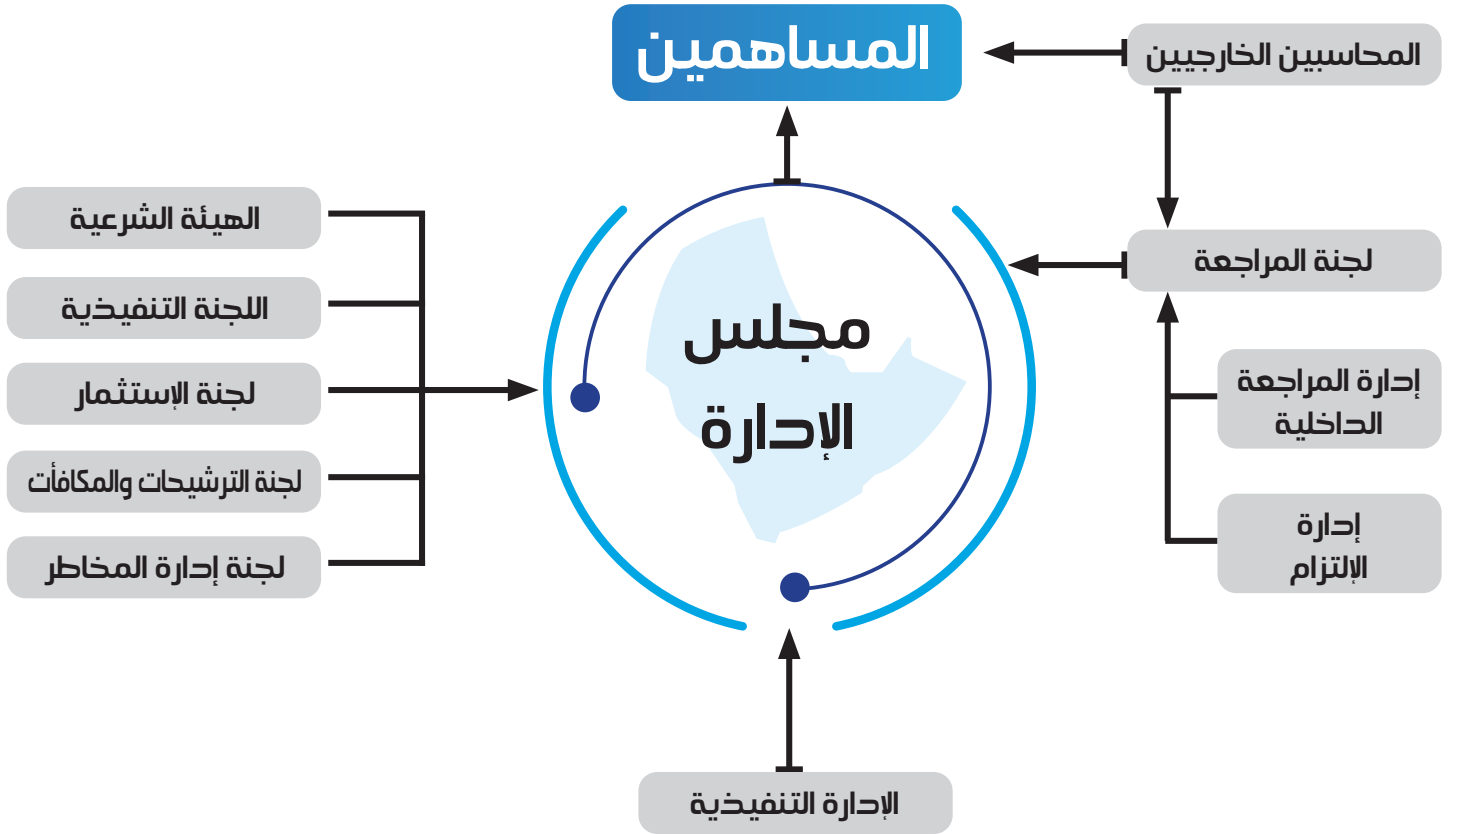 المساهمين
المحاسبين الخارجيين
لجنة المراجعة
إدارة المراجعة
الداخلية
إدارة
الإلتزام
مجلس
الإدارة
الهيئة الشرعية
اللجنة التنفيذية
لجنة الإستثمار
لجنة الترشيحات والمكافأت
لجنة إدارة المخاطر
الإدارة التنفيذية